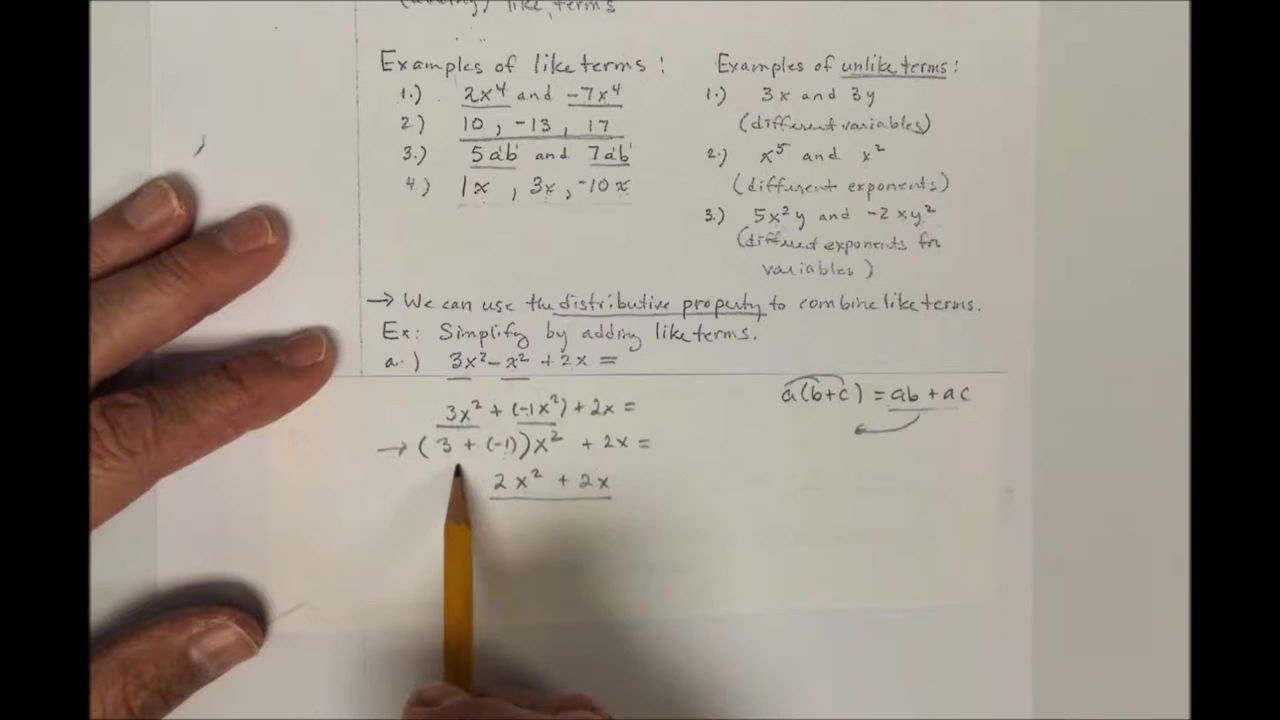 (adding) like terms
Examples of like terms:
1.) 2x⁴ and -7x⁴
2) 10, -13, 17
3.) 5ab and 7ab
4.) 1x, 3x, -10x
Examples of unlike terms:
1.) 3x and 3y
(different variables)
2.) x⁵ and x²
(different exponents)
3.) 5x²y and -2xy²
(different exponents for
variables)
→ We can use the distributive property to combine like terms.
Ex: Simplify by adding like terms.
a.) 3x² - x² + 2x =
3x² + (-1x²) + 2x =
→ (3 + (-1))x² + 2x =
2x² + 2x
a(b+c) = ab + ac